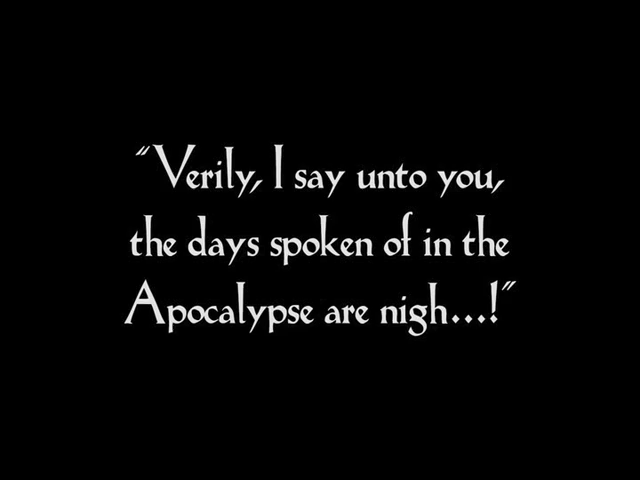 “Verily, I say unto you,
the days spoken of in the
Apocalypse are nigh...!”